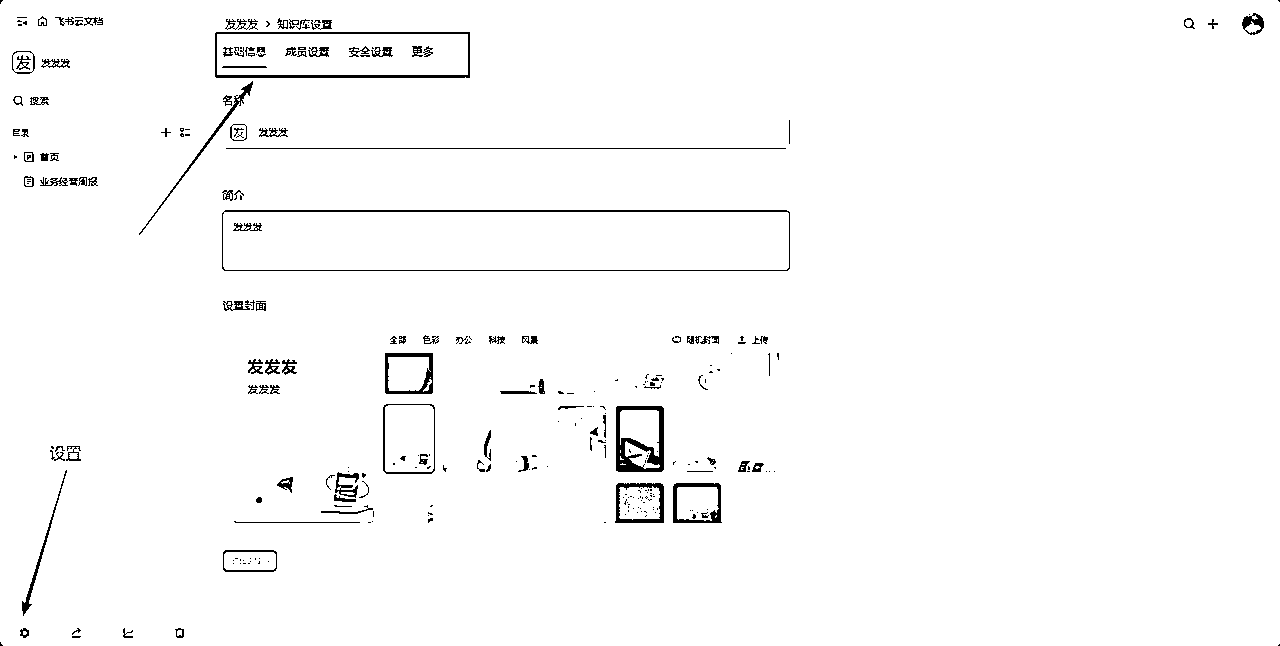 飞书云文档
发 发发发
搜索
目录
首页
业务经营周报
设置
发发发 > 知识库设置
基础信息 成员设置 安全设置 更多
名称
发 发发发
简介
发发发
设置封面
全部 色彩 办公 科技 风景 随机封面 上传
发发发
发发发